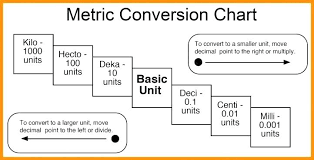 Metric Conversion Chart
Kilo -
1000
units
Hecto -
100
units
Deka -
10
units
Basic
Unit
Deci -
0.1
units
Centi -
0.01
units
Milli -
0.001
units
To convert to a smaller unit, move
decimal point to the right or multiply.
To convert to a larger unit, move
decimal point to the left or divide.